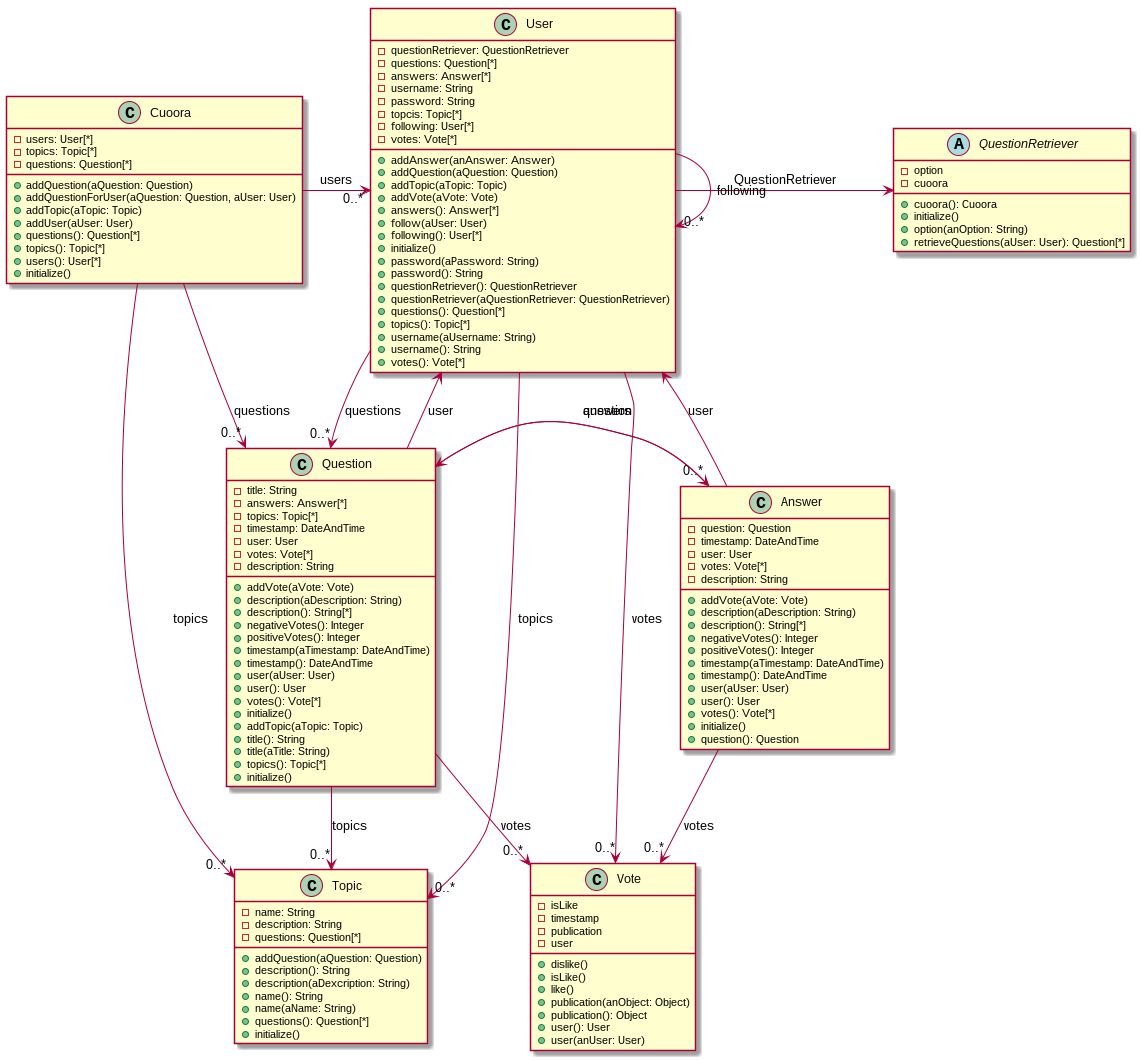 C User
questionRetriever: QuestionRetriever
questions: Question[*]
answers: Answer[*]
username: String
password: String
topcis: Topic[*]
following: User[*]
votes: Vote[*]
addAnswer(anAnswer: Answer)
addQuestion(aQuestion: Question)
addTopic(aTopic: Topic)
addVote(aVote: Vote)
answers(): Answer[*]
follow(aUser: User)
following(): User[*]
initialize()
password(aPassword: String)
password(): String
questionRetriever(): QuestionRetriever
questionRetriever(aQuestionRetriever: QuestionRetriever)
questions(): Question[*]
topics(): Topic[*]
username(aUsername: String)
username(): String
votes(): Vote[*]
C Cuoora
users: User[*]
topics: Topic[*]
questions: Question[*]
addQuestion(aQuestion: Question)
addQuestionForUser(aQuestion: Question, aUser: User)
addTopic(aTopic: Topic)
addUser(aUser: User)
questions(): Question[*]
topics(): Topic[*]
users(): User[*]
initialize()
users
0..*
A QuestionRetriever
option
cuoora
cuoora(): Cuoora
initialize()
option(anOption: String)
retrieveQuestions(aUser: User): Question[*]
QuestionRetriever
following
0..*
questions
0..*
questions
0..*
user
question
answers
0..*
user
C Question
title: String
answers: Answer[*]
topics: Topic[*]
timestamp: DateAndTime
user: User
votes: Vote[*]
description: String
addVote(aVote: Vote)
description(aDescription: String)
description(): String[*]
negativeVotes(): Integer
positiveVotes(): Integer
timestamp(aTimestamp: DateAndTime)
timestamp(): DateAndTime
user(aUser: User)
user(): User
votes(): Vote[*]
initialize()
addTopic(aTopic: Topic)
title(): String
title(aTitle: String)
topics(): Topic[*]
initialize()
C Answer
question: Question
timestamp: DateAndTime
user: User
votes: Vote[*]
description: String
addVote(aVote: Vote)
description(aDescription: String)
description(): String[*]
negativeVotes(): Integer
positiveVotes(): Integer
timestamp(aTimestamp: DateAndTime)
timestamp(): DateAndTime
user(aUser: User)
user(): User
votes(): Vote[*]
initialize()
question(): Question
topics
0..*
topics
0..*
topics
0..*
votes
0..*
votes
0..*
votes
0..*
C Topic
name: String
description: String
questions: Question[*]
addQuestion(aQuestion: Question)
description(): String
description(aDexcription: String)
name(): String
name(aName: String)
questions(): Question[*]
initialize()
C Vote
isLike
timestamp
publication
user
dislike()
isLike()
like()
publication(anObject: Object)
publication(): Object
user(): User
user(anUser: User)